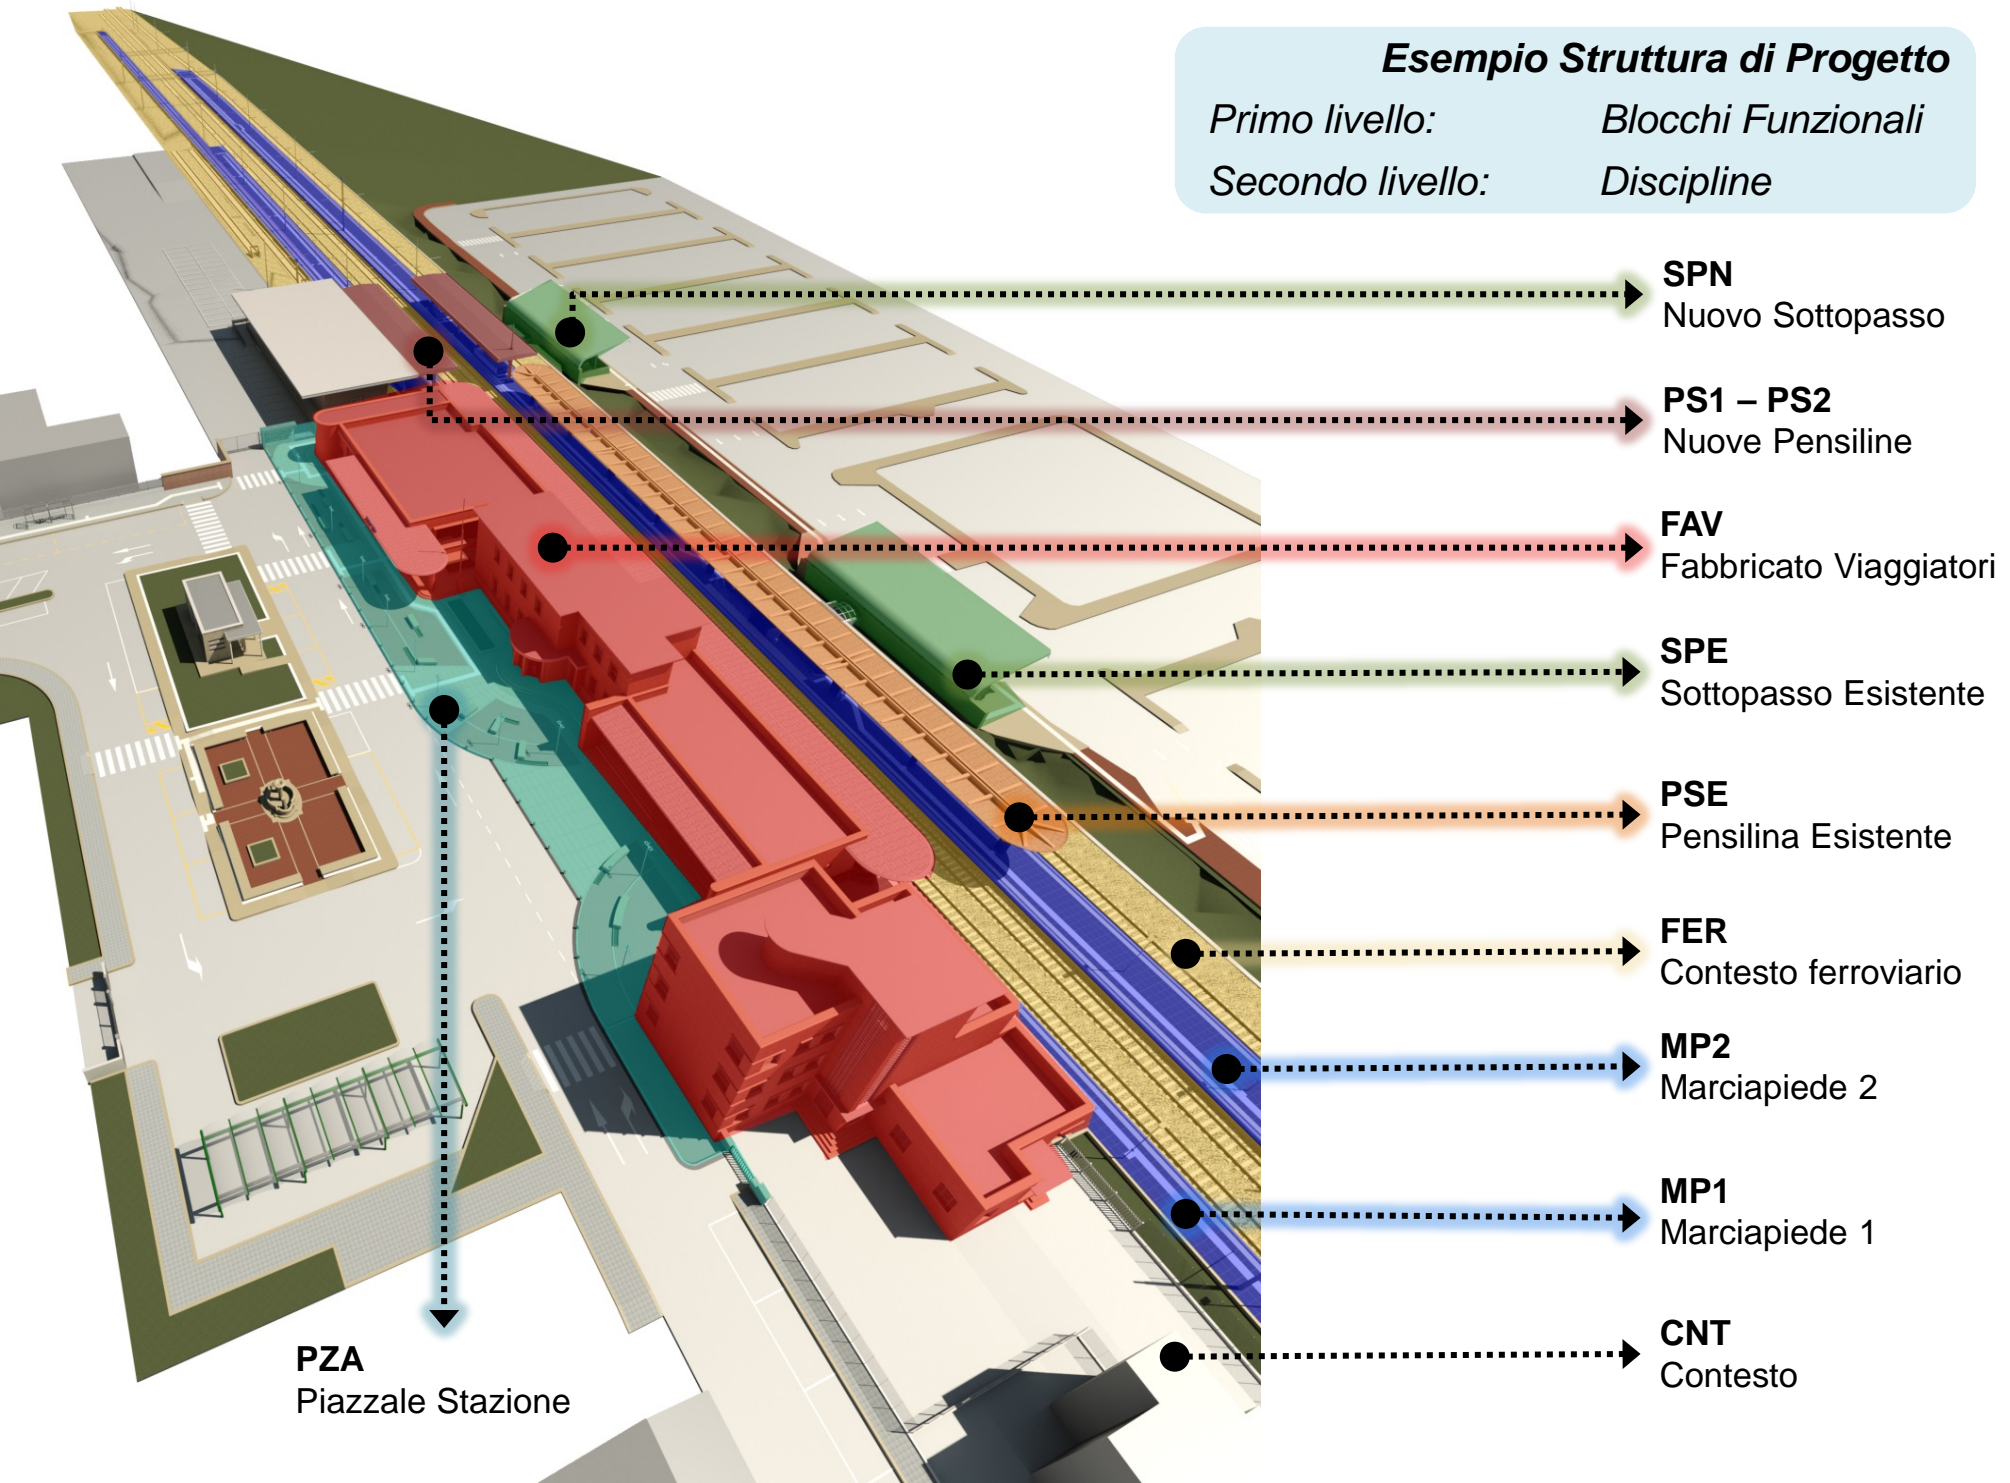 Esempio Struttura di Progetto
Primo livello: Blocchi Funzionali
Secondo livello: Discipline
SPN
Nuovo Sottopasso
PS1 – PS2
Nuove Pensiline
FAV
Fabbricato Viaggiatori
SPE
Sottopasso Esistente
PSE
Pensilina Esistente
FER
Contesto ferroviario
MP2
Marciapiede 2
MP1
Marciapiede 1
CNT
Contesto
PZA
Piazzale Stazione